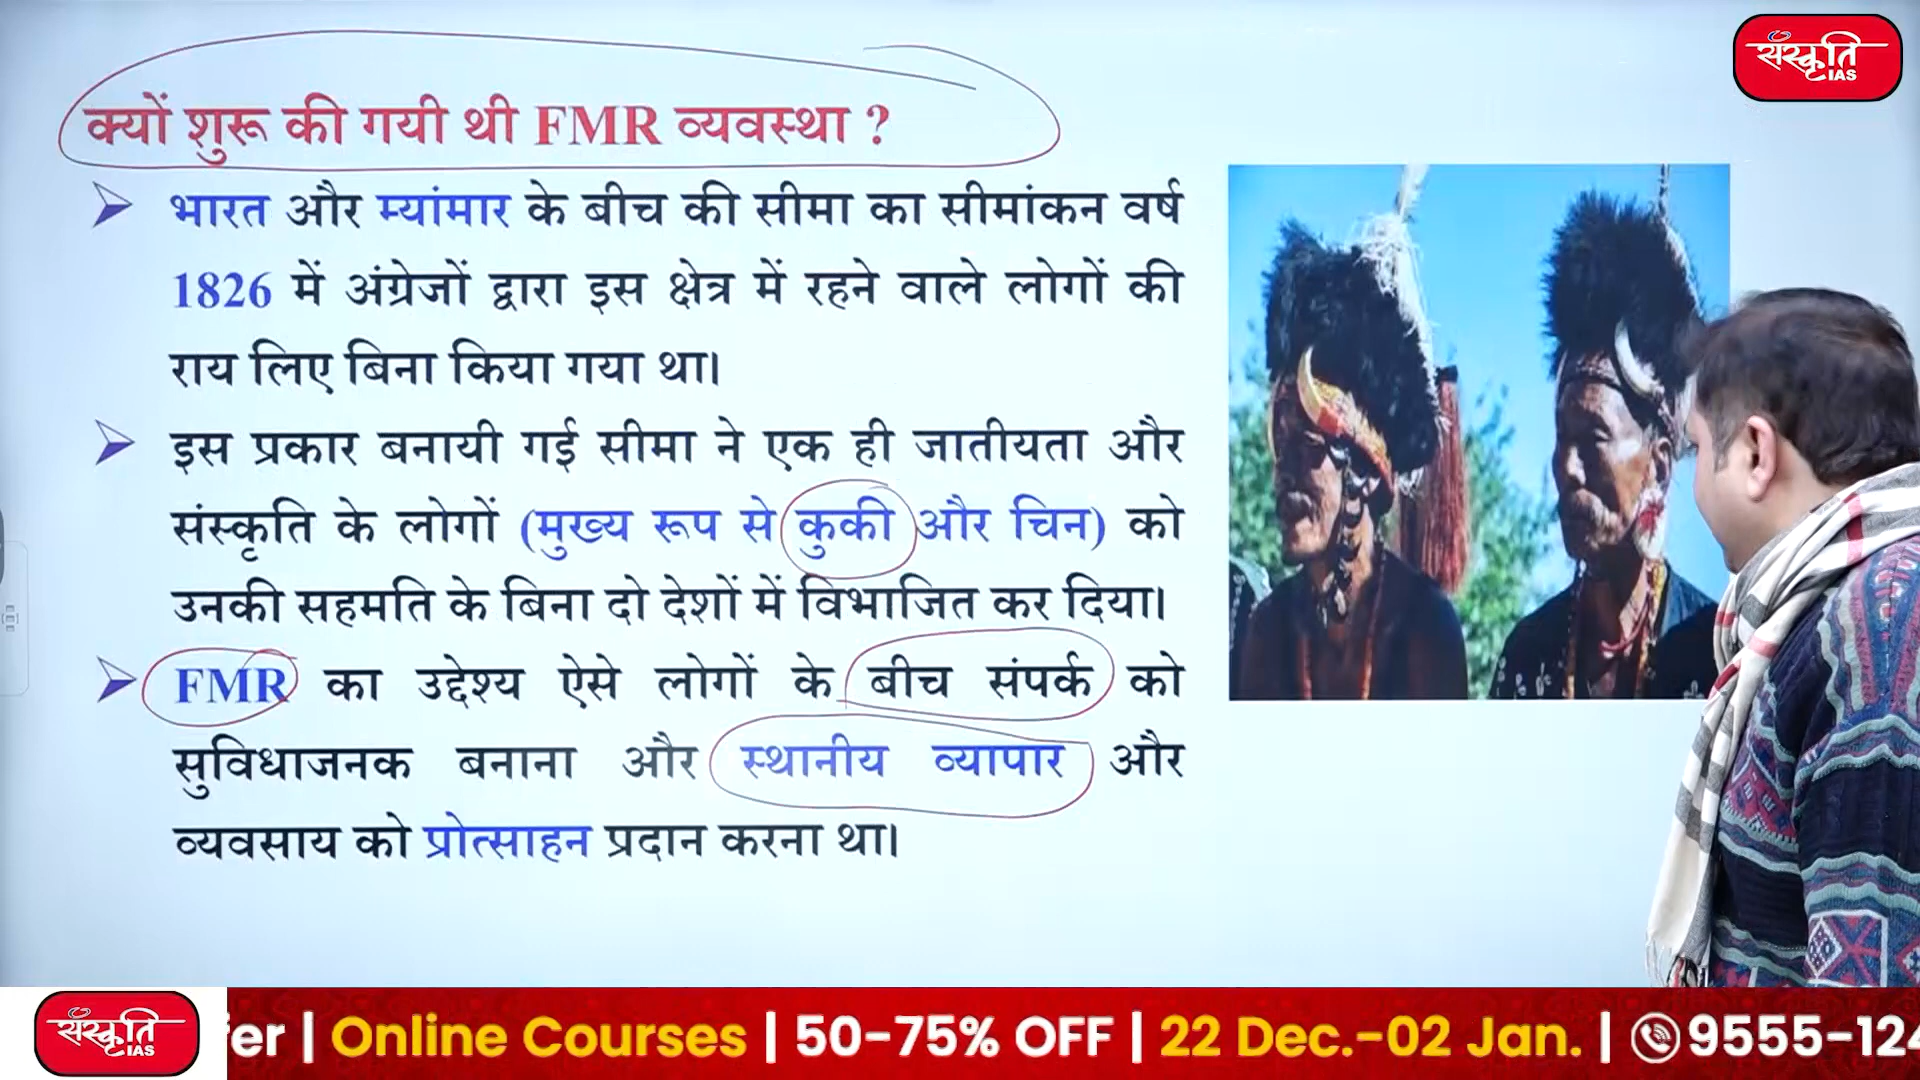 संस्कृति
IAS
क्यों शुरू की गयी थी FMR व्यवस्था ?
भारत और म्यांमार के बीच की सीमा का सीमांकन वर्ष
1826 में अंग्रेजों द्वारा इस क्षेत्र में रहने वाले लोगों की
राय लिए बिना किया गया था।
इस प्रकार बनायी गई सीमा ने एक ही जातीयता और
संस्कृति के लोगों (मुख्य रूप से कुकी और चिन) को
उनकी सहमति के बिना दो देशों में विभाजित कर दिया।
FMR का उद्देश्य ऐसे लोगों के बीच संपर्क को
सुविधाजनक बनाना और स्थानीय व्यापार और
व्यवसाय को प्रोत्साहन प्रदान करना था।
संस्कृति
IAS
er | Online Courses | 50-75% OFF | 22 Dec.-02 Jan. | 9555-124